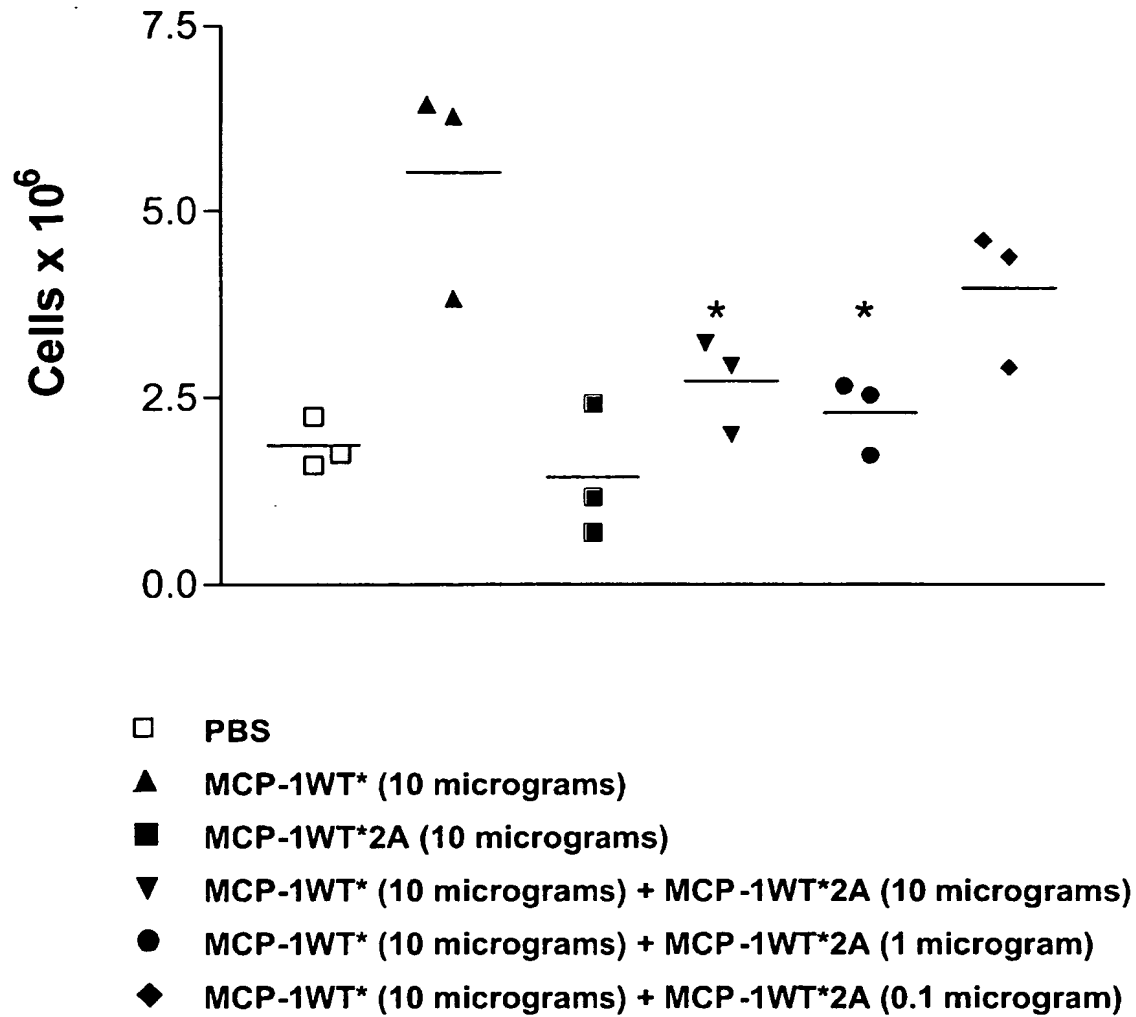 7.5
5.0
2.5
0.0
Cells x 10^6
* *
PBS
MCP-1WT* (10 micrograms)
MCP-1WT*2A (10 micrograms)
MCP-1WT* (10 micrograms) + MCP-1WT*2A (10 micrograms)
MCP-1WT* (10 micrograms) + MCP-1WT*2A (1 microgram)
MCP-1WT* (10 micrograms) + MCP-1WT*2A (0.1 microgram)